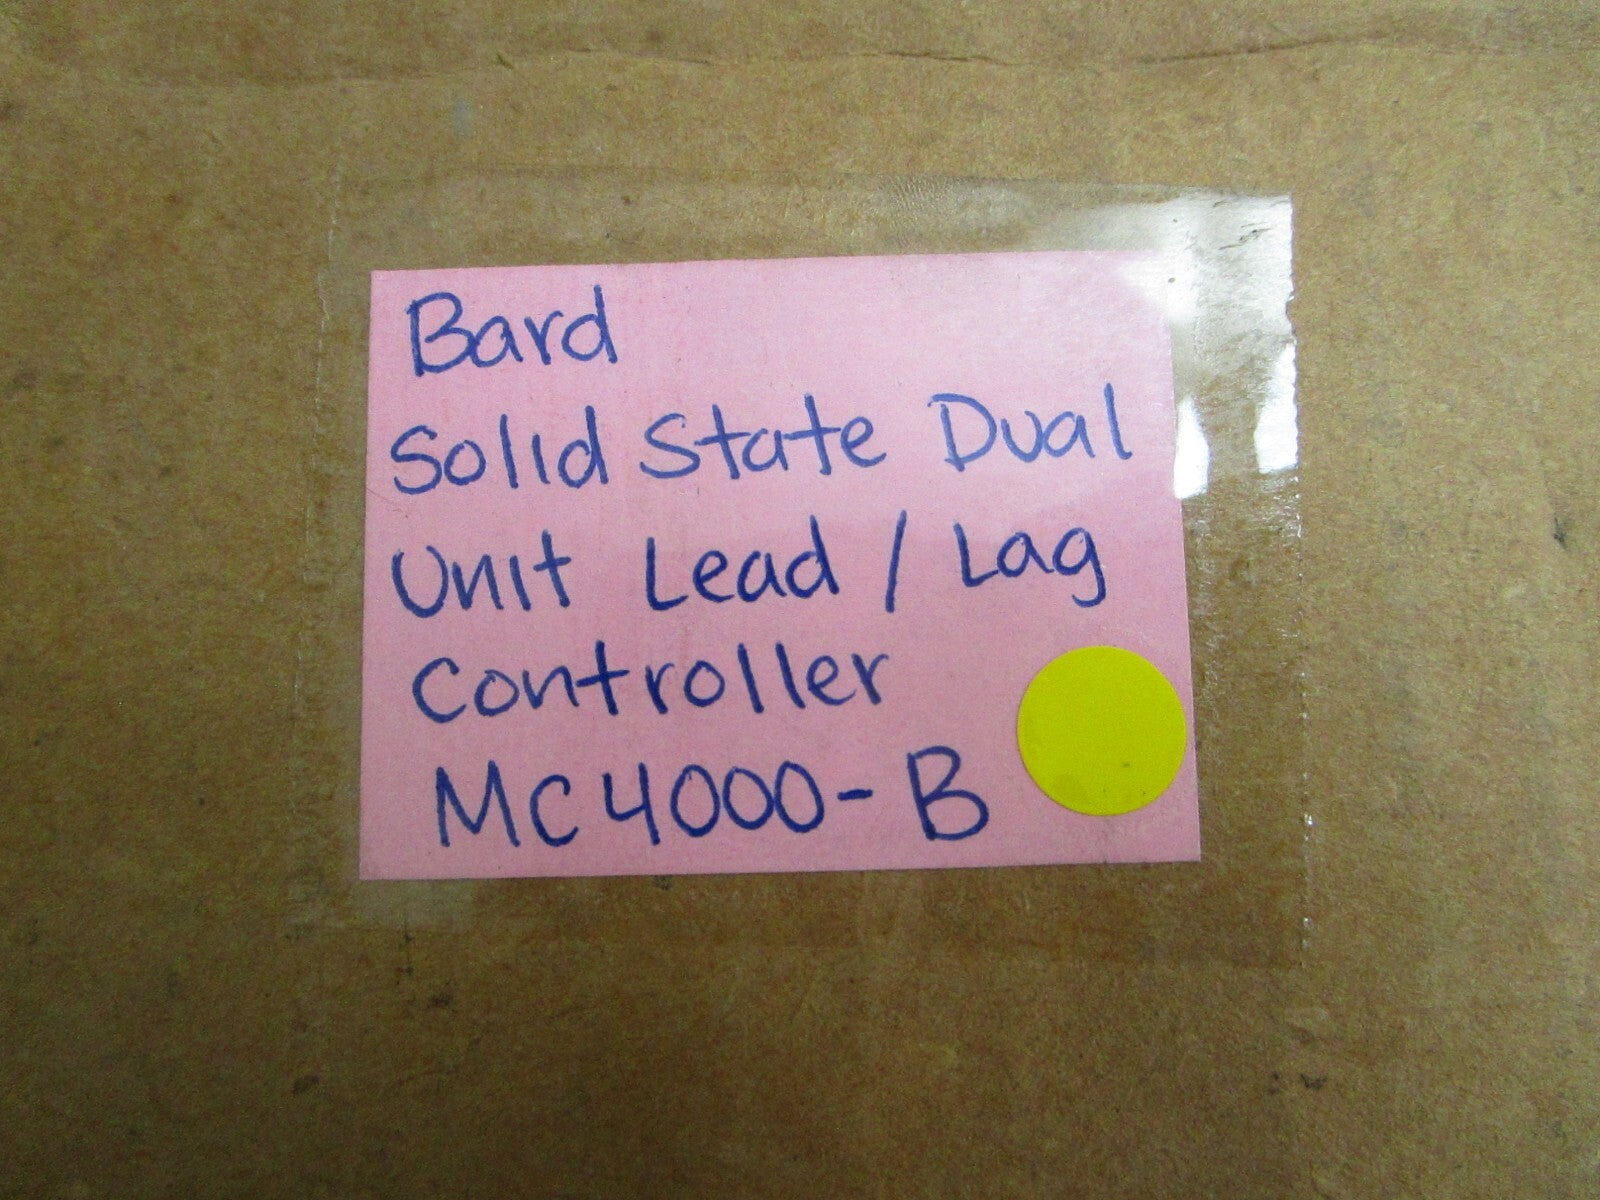 Bard
Solid State Dual
Unit Lead / Lag
Controller
MC4000-B